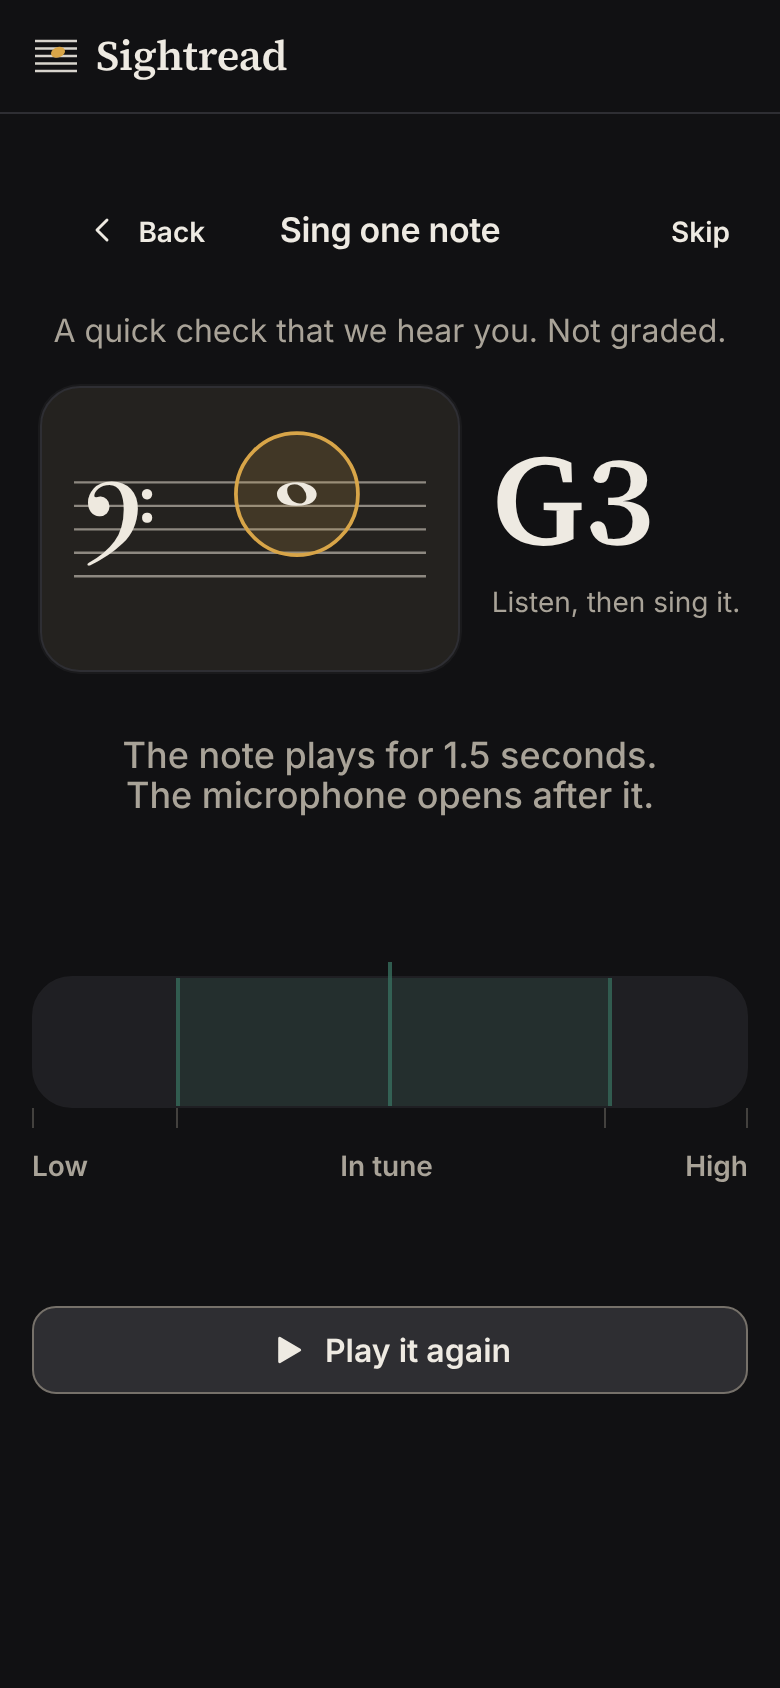 Sightread
Back
Sing one note
Skip
A quick check that we hear you. Not graded.
G3
Listen, then sing it.
The note plays for 1.5 seconds.
The microphone opens after it.
Low
In tune
High
Play it again